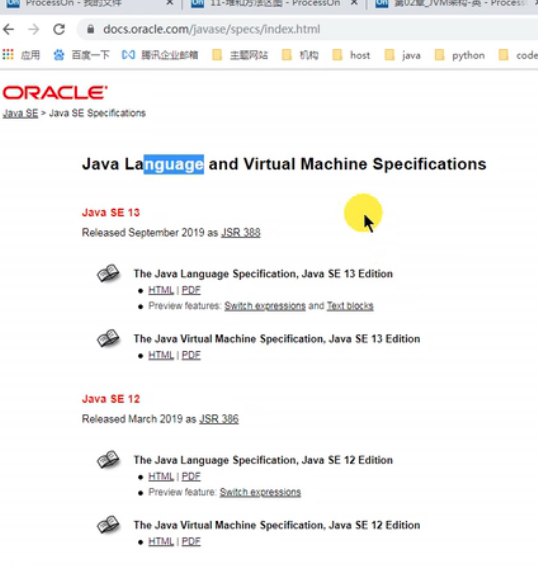 ProcessOn - 我的文件 × On 11-堆和方法区图 - ProcessOn × On 第02章_JVM架构-英 - Process
docs.oracle.com/javase/specs/index.html
应用 百度一下 腾讯企业邮箱 主题网站 机构 host java python code
ORACLE
Java SE > Java SE Specifications
Java Language and Virtual Machine Specifications
Java SE 13
Released September 2019 as JSR 388
The Java Language Specification, Java SE 13 Edition
• HTML | PDF
• Preview features: Switch expressions and Text blocks
The Java Virtual Machine Specification, Java SE 13 Edition
• HTML | PDF
Java SE 12
Released March 2019 as JSR 386
The Java Language Specification, Java SE 12 Edition
• HTML | PDF
• Preview feature: Switch expressions
The Java Virtual Machine Specification, Java SE 12 Edition
• HTML | PDF